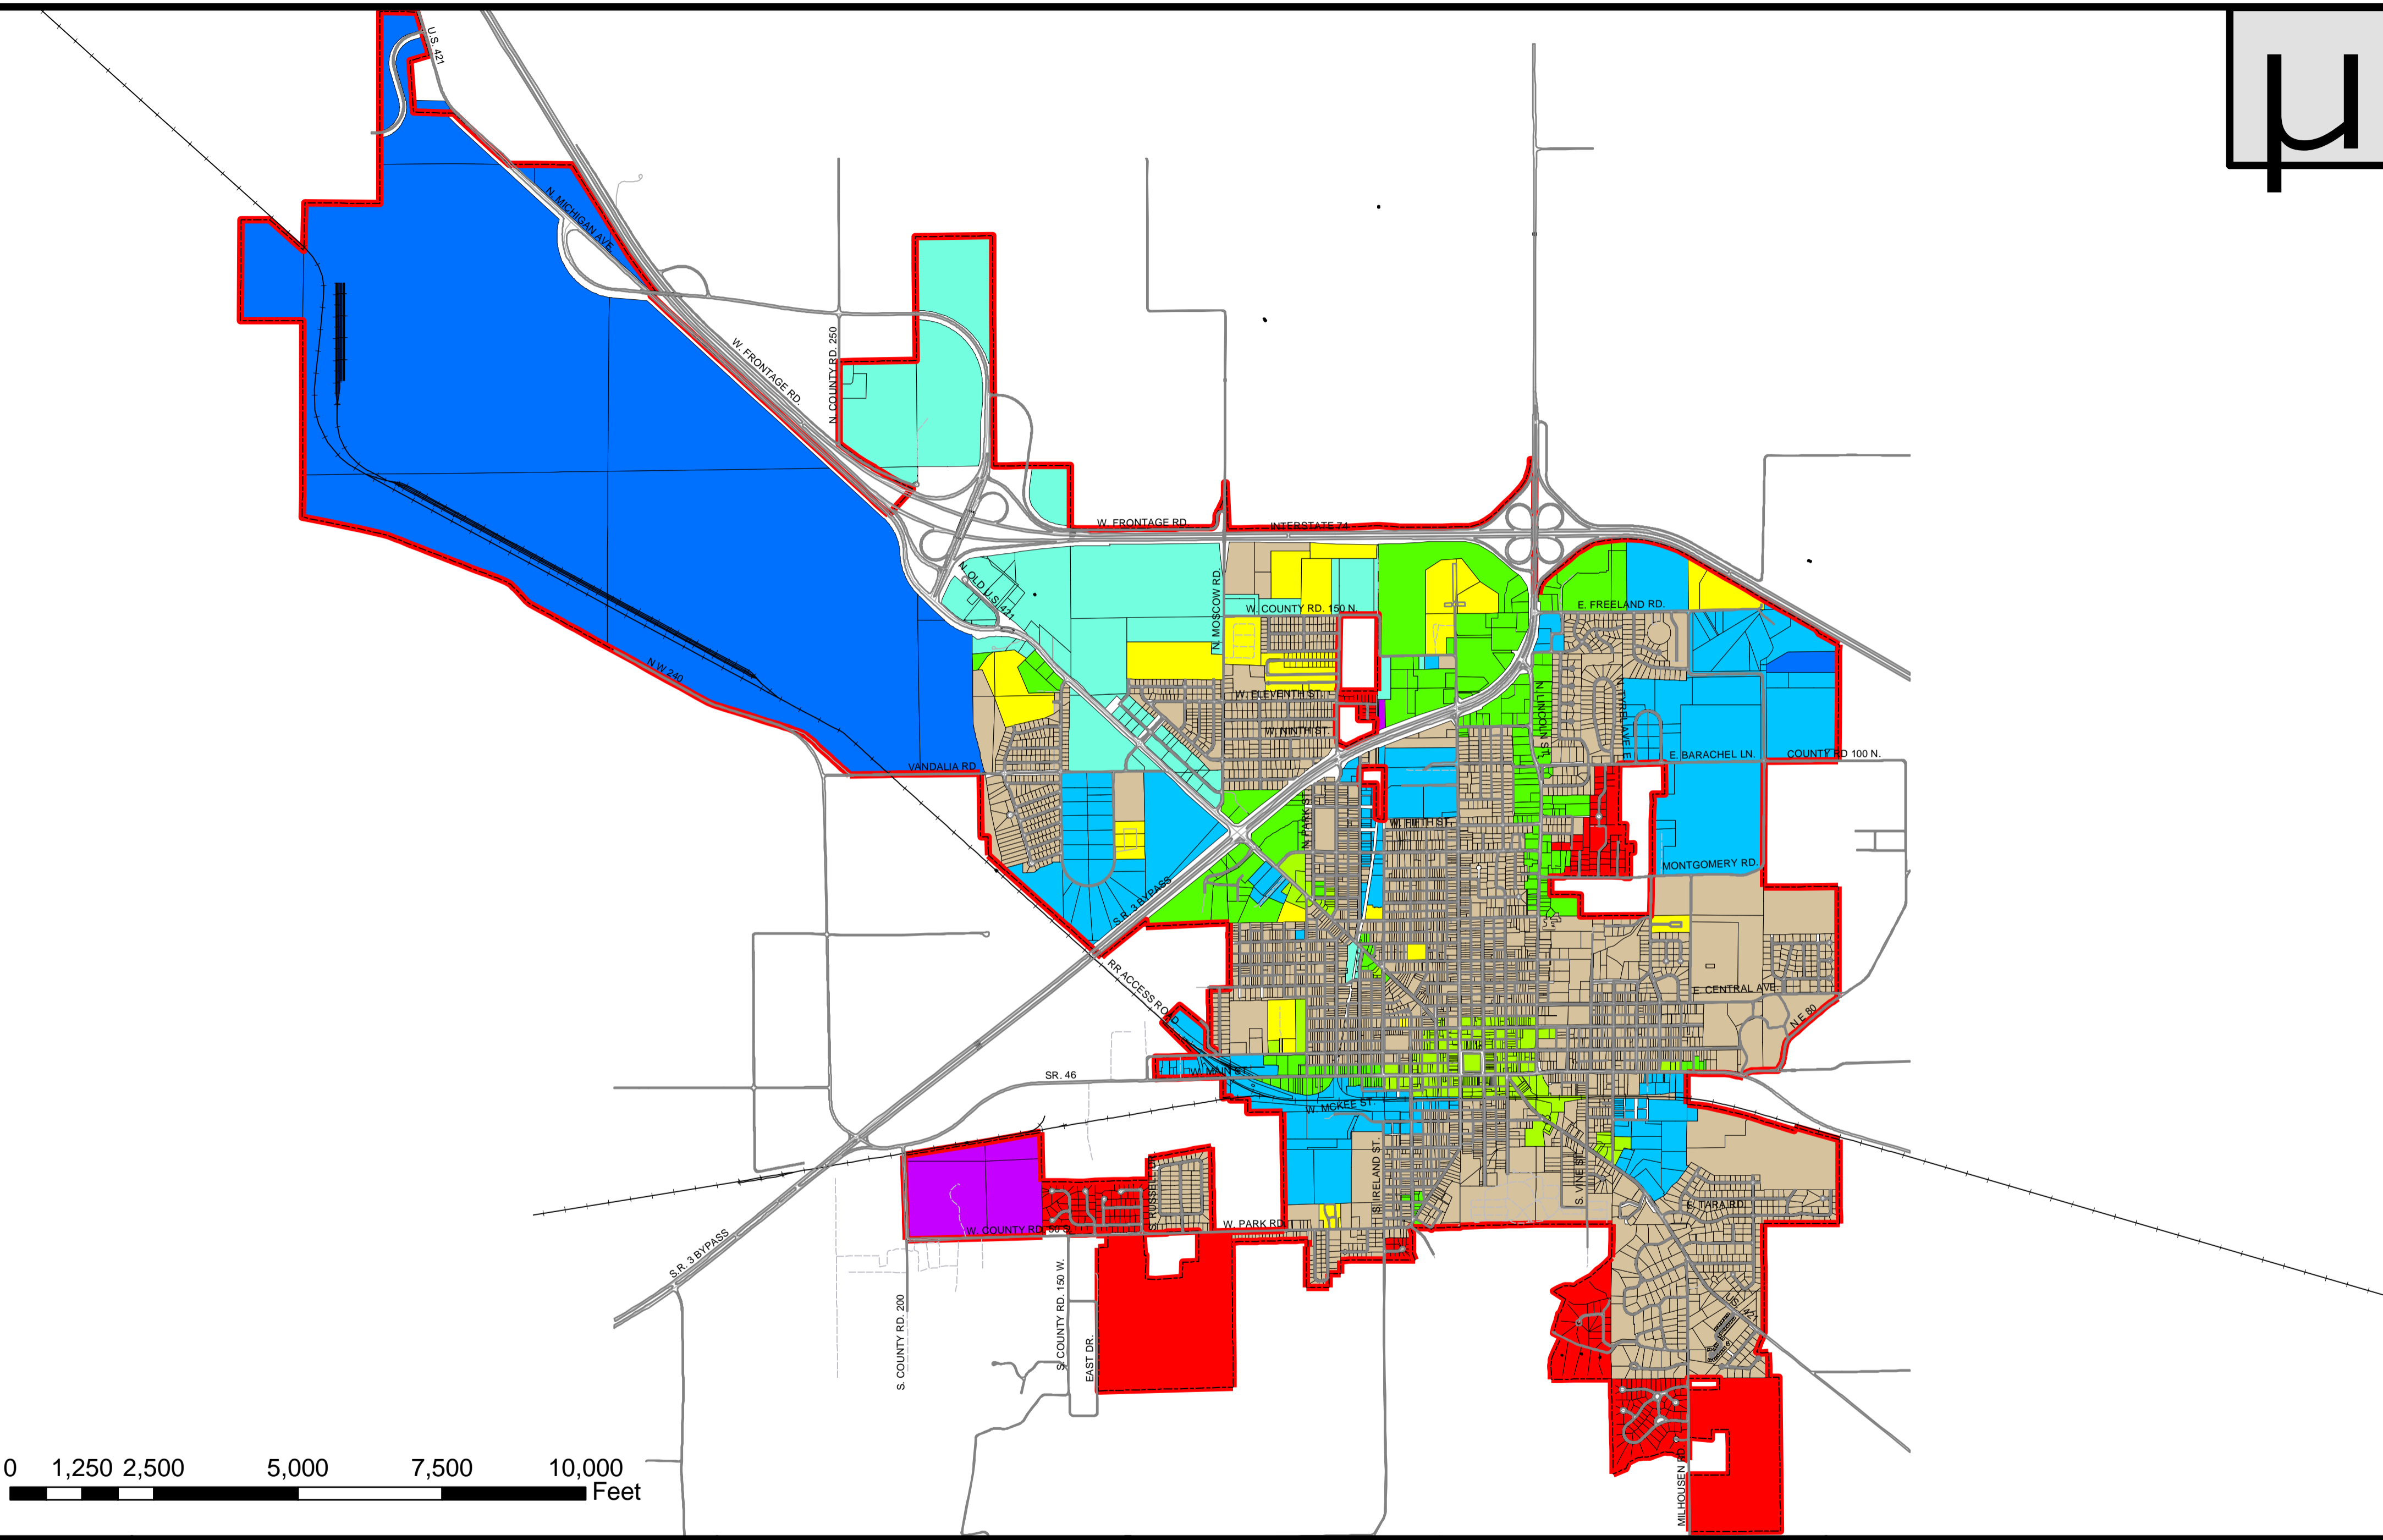 μ
U.S. 421
N. MICHIGAN AVE.
W. FRONTAGE RD.
N. COUNTY RD. 250
W. FRONTAGE RD.
INTERSTATE 74
N. OLD U.S. 421
N. MOSCOW RD.
W. COUNTY RD. 150 N.
E. FREELAND RD.
N.W. 240
W. ELEVENTH ST.
W. NINTH ST.
N. LINCOLN ST.
E. BARACHEL LN.
COUNTY RD 100 N.
VANDALIA RD.
N. PARK ST.
W. FIFTH ST.
MONTGOMERY RD.
S.R. 3 BYPASS
RR ACCESS ROAD
E. CENTRAL AVE.
N.E. 80
SR. 46
W. MAIN ST.
W. MCKEE ST.
S. IRELAND ST.
S. VINE ST.
E. TARA RD.
W. COUNTY RD. 50 S.
W. PARK RD.
S.R. 3 BYPASS
S. COUNTY RD. 200
S. COUNTY RD. 150 W.
EAST DR.
MILHOUSEN RD.
0 1,250 2,500 5,000 7,500 10,000
Feet